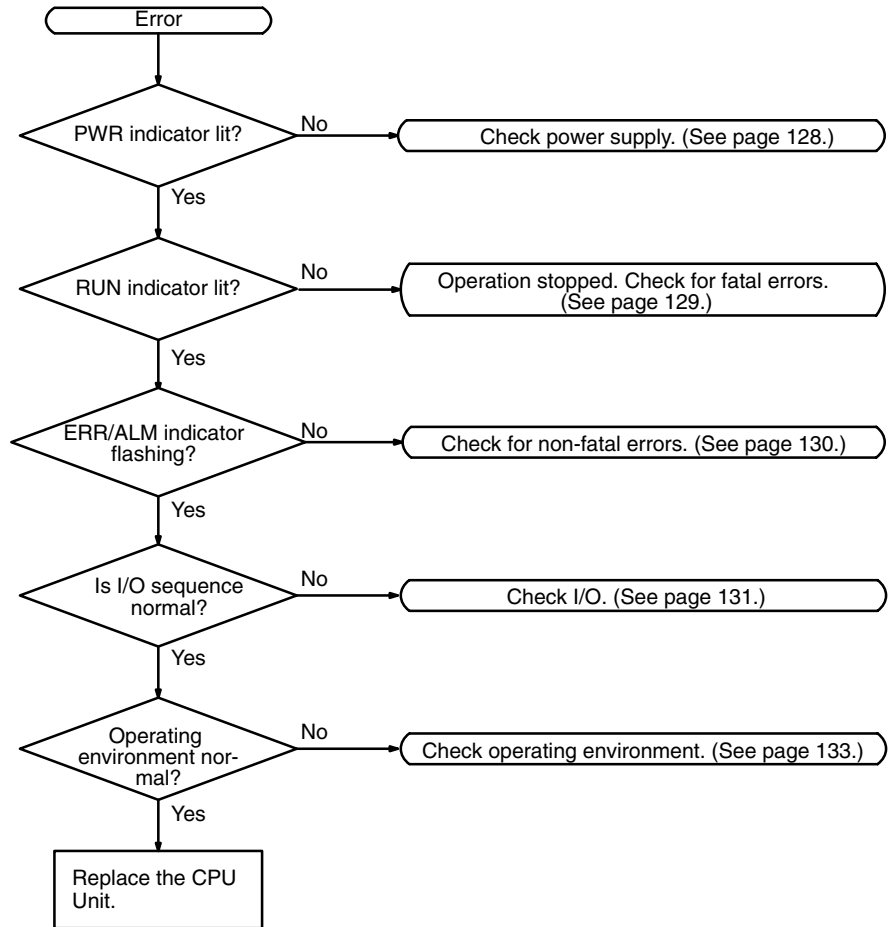 Error
PWR indicator lit?
No
Check power supply. (See page 128.)
Yes
RUN indicator lit?
No
Operation stopped. Check for fatal errors.
(See page 129.)
Yes
ERR/ALM indicator
flashing?
No
Check for non-fatal errors. (See page 130.)
Yes
Is I/O sequence
normal?
No
Check I/O. (See page 131.)
Yes
Operating
environment nor-
mal?
No
Check operating environment. (See page 133.)
Yes
Replace the CPU
Unit.